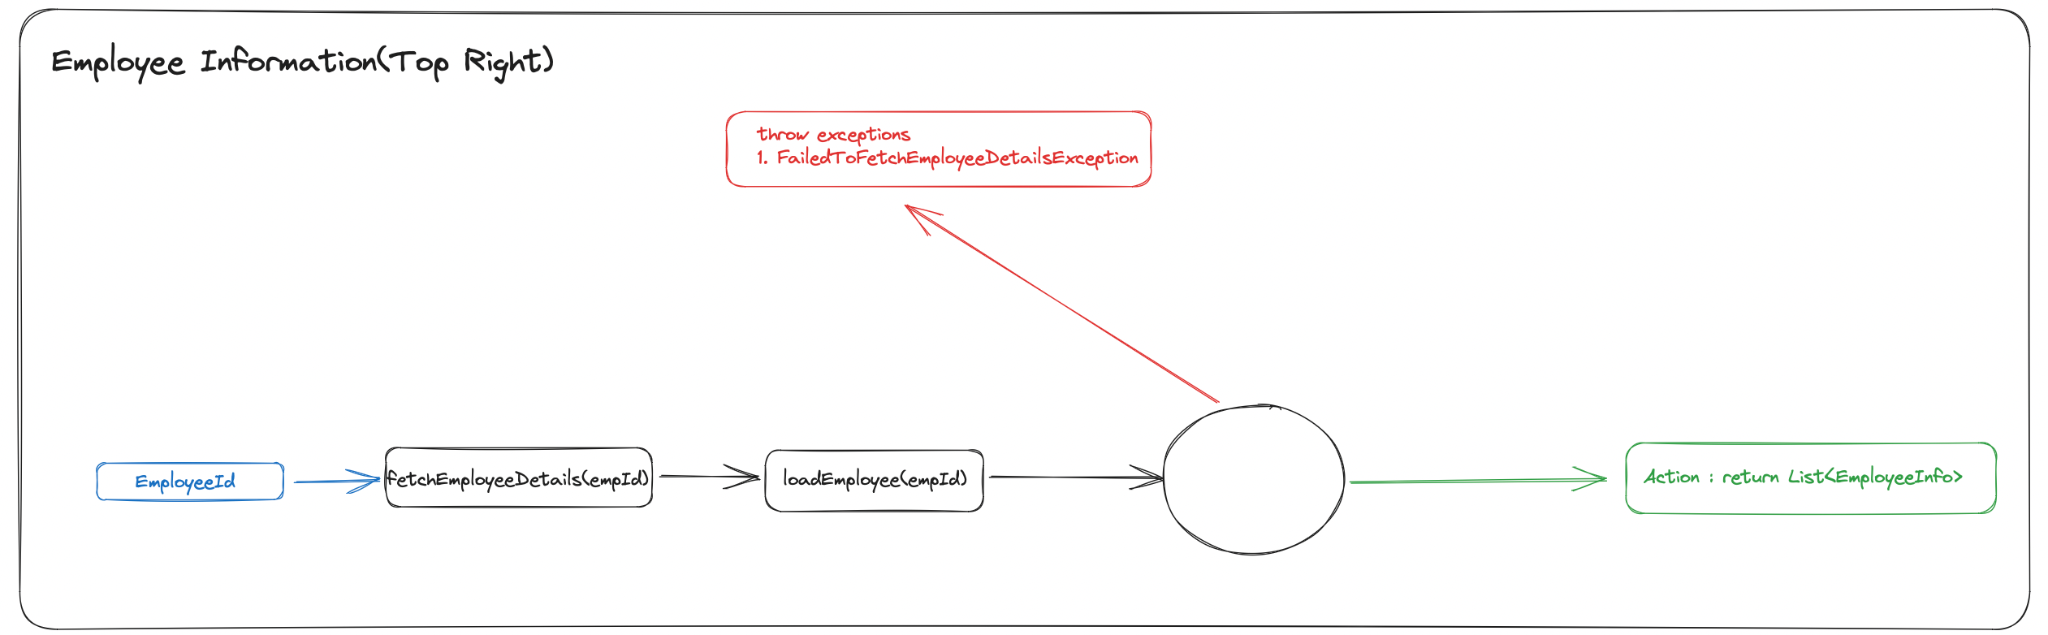 Employee Information(Top Right)
throw exceptions
1. FailedToFetchEmployeeDetailsException
EmployeeId
fetchEmployeeDetails(empId)
loadEmployee(empId)
Action : return List<EmployeeInfo>